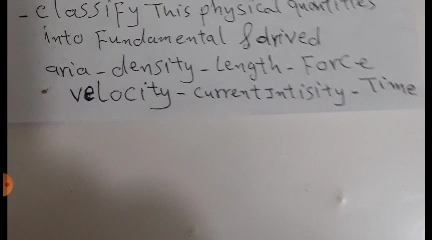 - classify This physical quantities
into Fundamental & drived
aria - density - Length - Force
velocity - current intisity - Time